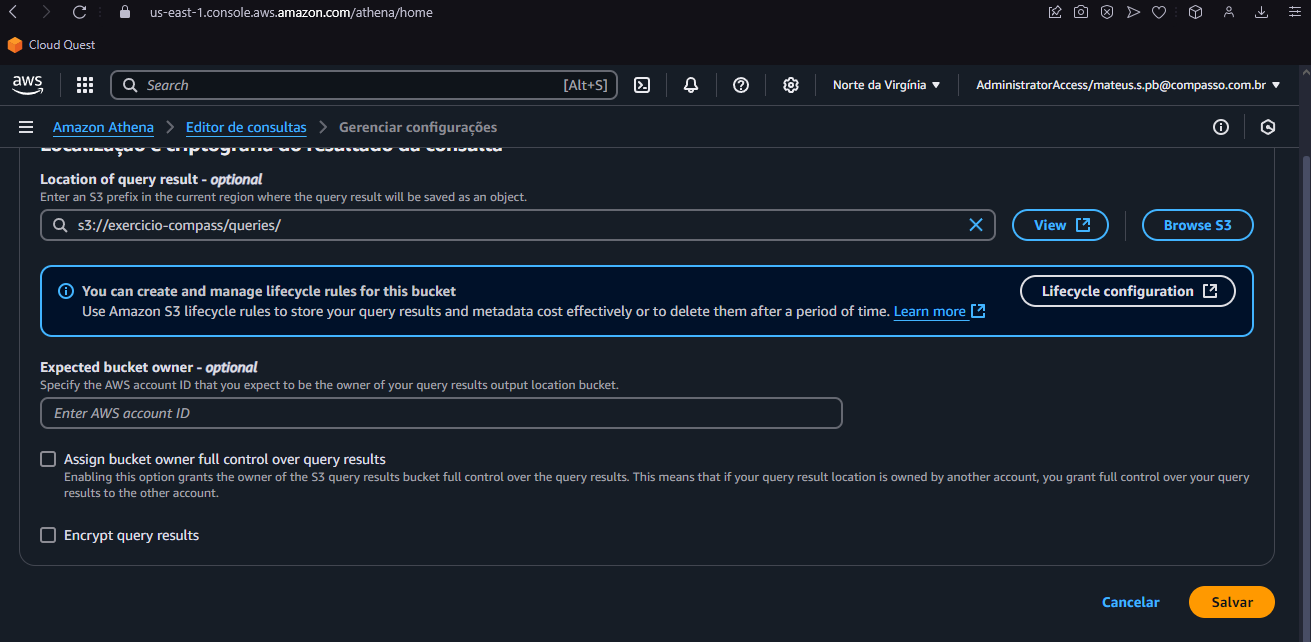 us-east-1.console.aws.amazon.com/athena/home
Cloud Quest
aws
Search
[Alt+S]
Norte da Virgínia
AdministratorAccess/mateus.s.pb@compasso.com.br
Amazon Athena
Editor de consultas
Gerenciar configurações
Localização e criptografia do resultado da consulta
Location of query result - optional
Enter an S3 prefix in the current region where the query result will be saved as an object.
s3://exercicio-compass/queries/
View
Browse S3
You can create and manage lifecycle rules for this bucket
Use Amazon S3 lifecycle rules to store your query results and metadata cost effectively or to delete them after a period of time. Learn more
Lifecycle configuration
Expected bucket owner - optional
Specify the AWS account ID that you expect to be the owner of your query results output location bucket.
Enter AWS account ID
Assign bucket owner full control over query results
Enabling this option grants the owner of the S3 query results bucket full control over the query results. This means that if your query result location is owned by another account, you grant full control over your query
results to the other account.
Encrypt query results
Cancelar
Salvar